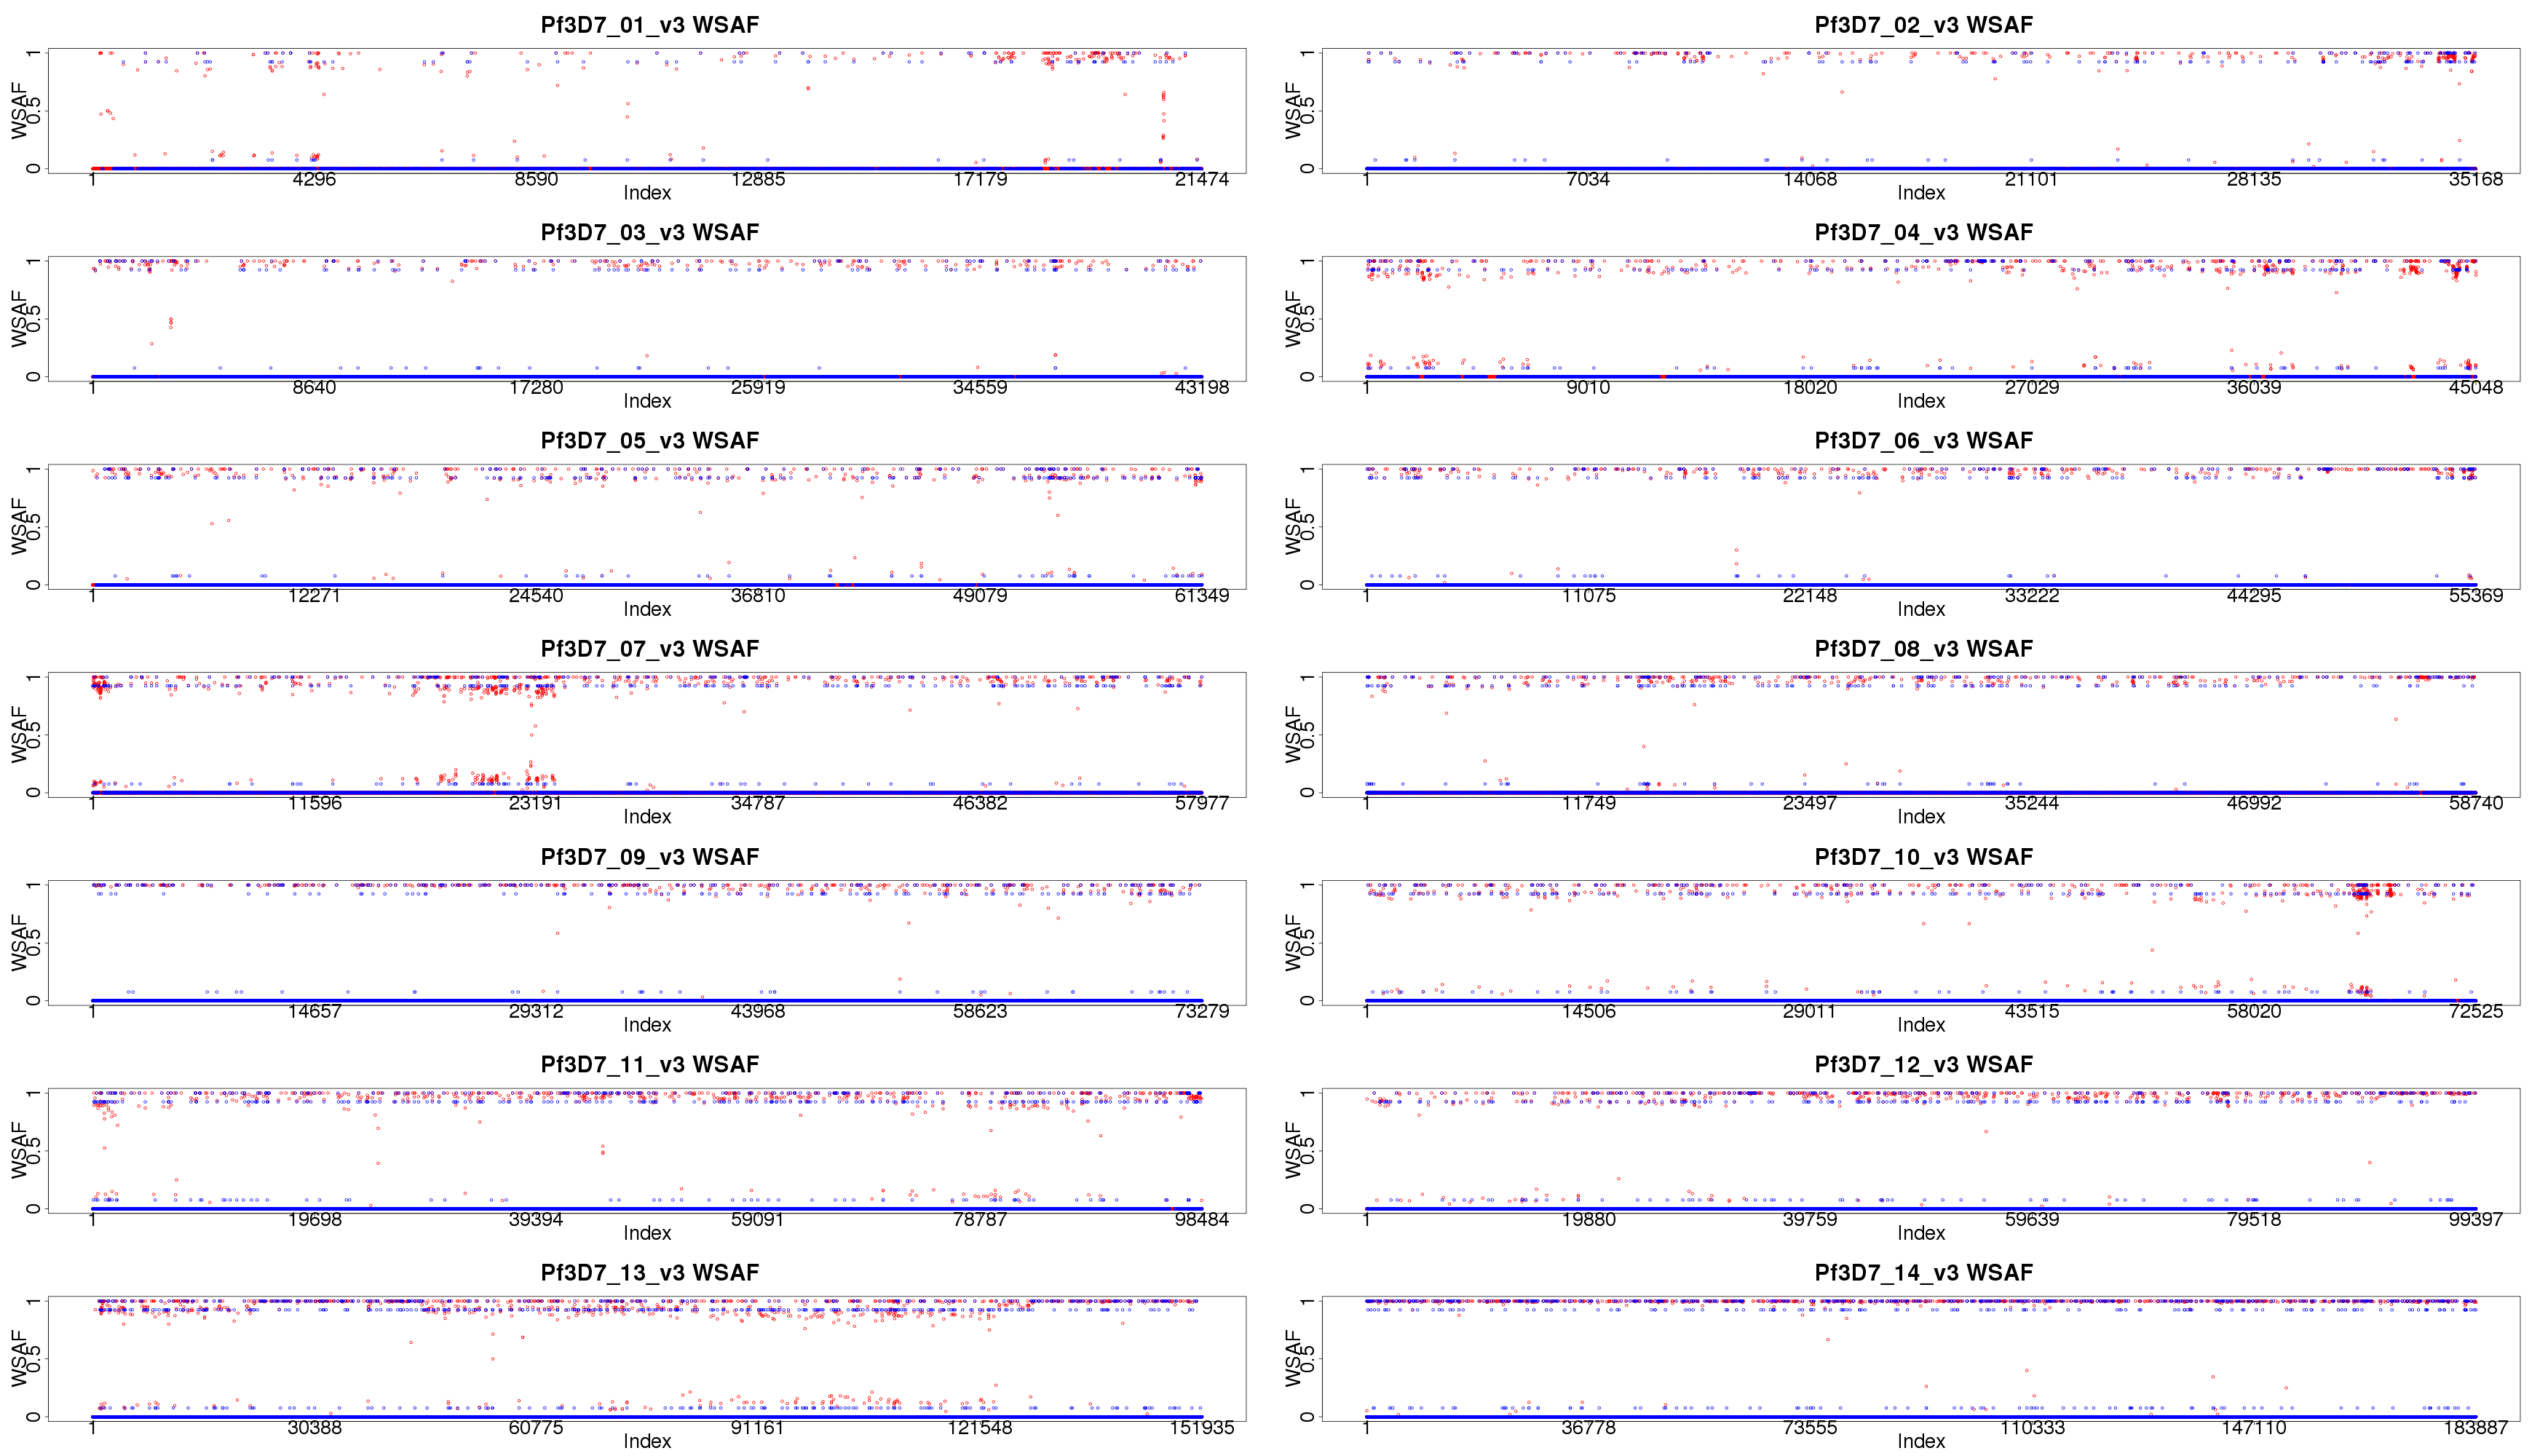 Pf3D7_01_v3 WSAF
WSAF
1
0.5
0
1 4296 8590 12885 17179 21474
Index
Pf3D7_02_v3 WSAF
WSAF
1
0.5
0
1 7034 14068 21101 28135 35168
Index
Pf3D7_03_v3 WSAF
WSAF
1
0.5
0
1 8640 17280 25919 34559 43198
Index
Pf3D7_04_v3 WSAF
WSAF
1
0.5
0
1 9010 18020 27029 36039 45048
Index
Pf3D7_05_v3 WSAF
WSAF
1
0.5
0
1 12271 24540 36810 49079 61349
Index
Pf3D7_06_v3 WSAF
WSAF
1
0.5
0
1 11075 22148 33222 44295 55369
Index
Pf3D7_07_v3 WSAF
WSAF
1
0.5
0
1 11596 23191 34787 46382 57977
Index
Pf3D7_08_v3 WSAF
WSAF
1
0.5
0
1 11749 23497 35244 46992 58740
Index
Pf3D7_09_v3 WSAF
WSAF
1
0.5
0
1 14657 29312 43968 58623 73279
Index
Pf3D7_10_v3 WSAF
WSAF
1
0.5
0
1 14506 29011 43515 58020 72525
Index
Pf3D7_11_v3 WSAF
WSAF
1
0.5
0
1 19698 39394 59091 78787 98484
Index
Pf3D7_12_v3 WSAF
WSAF
1
0.5
0
1 19880 39759 59639 79518 99397
Index
Pf3D7_13_v3 WSAF
WSAF
1
0.5
0
1 30388 60775 91161 121548 151935
Index
Pf3D7_14_v3 WSAF
WSAF
1
0.5
0
1 36778 73555 110333 147110 183887
Index